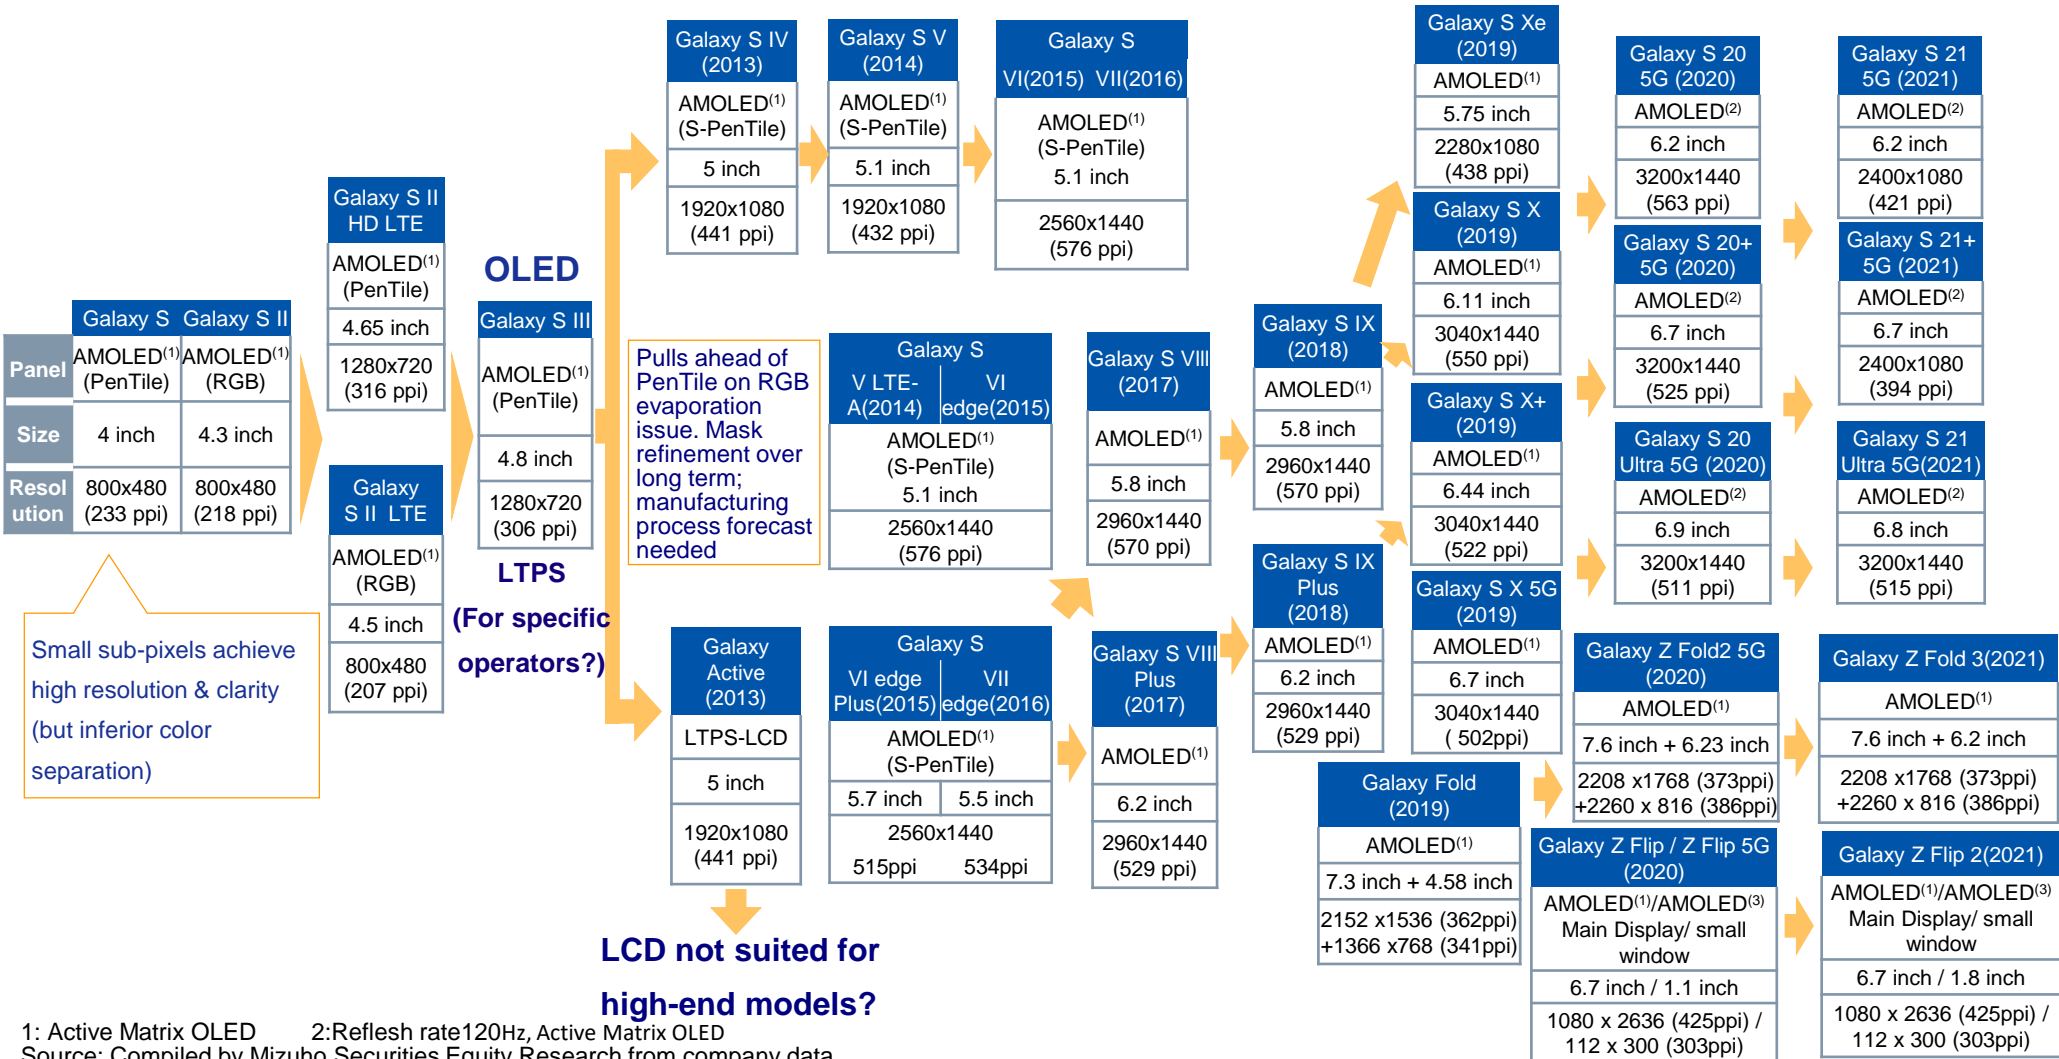 Galaxy S
Galaxy S II
Panel
AMOLED(1)
(PenTile)
AMOLED(1)
(RGB)
Size
4 inch
4.3 inch
Resol
ution
800x480
(233 ppi)
800x480
(218 ppi)
Small sub-pixels achieve
high resolution & clarity
(but inferior color
separation)
Galaxy S II
HD LTE
AMOLED(1)
(PenTile)
4.65 inch
1280x720
(316 ppi)
Galaxy
S II LTE
AMOLED(1)
(RGB)
4.5 inch
800x480
(207 ppi)
OLED
Galaxy S III
AMOLED(1)
(PenTile)
4.8 inch
1280x720
(306 ppi)
LTPS
(For specific
operators?)
Galaxy S IV
(2013)
AMOLED(1)
(S-PenTile)
5 inch
1920x1080
(441 ppi)
Galaxy S V
(2014)
AMOLED(1)
(S-PenTile)
5.1 inch
1920x1080
(432 ppi)
Galaxy S
VI(2015) VII(2016)
AMOLED(1)
(S-PenTile)
5.1 inch
2560x1440
(576 ppi)
Pulls ahead of
PenTile on RGB
evaporation
issue. Mask
refinement over
long term;
manufacturing
process forecast
needed
Galaxy S
V LTE-
A(2014)
VI
edge(2015)
AMOLED(1)
(S-PenTile)
5.1 inch
2560x1440
(576 ppi)
Galaxy
Active
(2013)
LTPS-LCD
5 inch
1920x1080
(441 ppi)
LCD not suited for
high-end models?
Galaxy S
VI edge
Plus(2015)
VII
edge(2016)
AMOLED(1)
(S-PenTile)
5.7 inch
5.5 inch
2560x1440
515ppi
534ppi
Galaxy S VIII
(2017)
AMOLED(1)
5.8 inch
2960x1440
(570 ppi)
Galaxy S VIII
Plus
(2017)
AMOLED(1)
6.2 inch
2960x1440
(529 ppi)
Galaxy S IX
(2018)
AMOLED(1)
5.8 inch
2960x1440
(570 ppi)
Galaxy S IX
Plus
(2018)
AMOLED(1)
6.2 inch
2960x1440
(529 ppi)
Galaxy S Xe
(2019)
AMOLED(1)
5.75 inch
2280x1080
(438 ppi)
Galaxy S X
(2019)
AMOLED(1)
6.11 inch
3040x1440
(550 ppi)
Galaxy S X+
(2019)
AMOLED(1)
6.44 inch
3040x1440
(522 ppi)
Galaxy S X 5G
(2019)
AMOLED(1)
6.7 inch
3040x1440
( 502ppi)
Galaxy S 20
5G (2020)
AMOLED(2)
6.2 inch
3200x1440
(563 ppi)
Galaxy S 20+
5G (2020)
AMOLED(2)
6.7 inch
3200x1440
(525 ppi)
Galaxy S 20
Ultra 5G (2020)
AMOLED(2)
6.9 inch
3200x1440
(511 ppi)
Galaxy S 21
5G (2021)
AMOLED(2)
6.2 inch
2400x1080
(421 ppi)
Galaxy S 21+
5G (2021)
AMOLED(2)
6.7 inch
2400x1080
(394 ppi)
Galaxy S 21
Ultra 5G(2021)
AMOLED(2)
6.8 inch
3200x1440
(515 ppi)
Galaxy Fold
(2019)
AMOLED(1)
7.3 inch + 4.58 inch
2152 x1536 (362ppi)
+1366 x768 (341ppi)
Galaxy Z Fold2 5G
(2020)
AMOLED(1)
7.6 inch + 6.23 inch
2208 x1768 (373ppi)
+2260 x 816 (386ppi)
Galaxy Z Fold 3(2021)
AMOLED(1)
7.6 inch + 6.2 inch
2208 x1768 (373ppi)
+2260 x 816 (386ppi)
Galaxy Z Flip / Z Flip 5G
(2020)
AMOLED(1)/AMOLED(3)
Main Display/ small
window
6.7 inch / 1.1 inch
1080 x 2636 (425ppi) /
112 x 300 (303ppi)
Galaxy Z Flip 2(2021)
AMOLED(1)/AMOLED(3)
Main Display/ small
window
6.7 inch / 1.8 inch
1080 x 2636 (425ppi) /
112 x 300 (303ppi)
1: Active Matrix OLED 2:Reflesh rate120Hz, Active Matrix OLED
Source: Compiled by Mizuho Securities Equity Research from company data